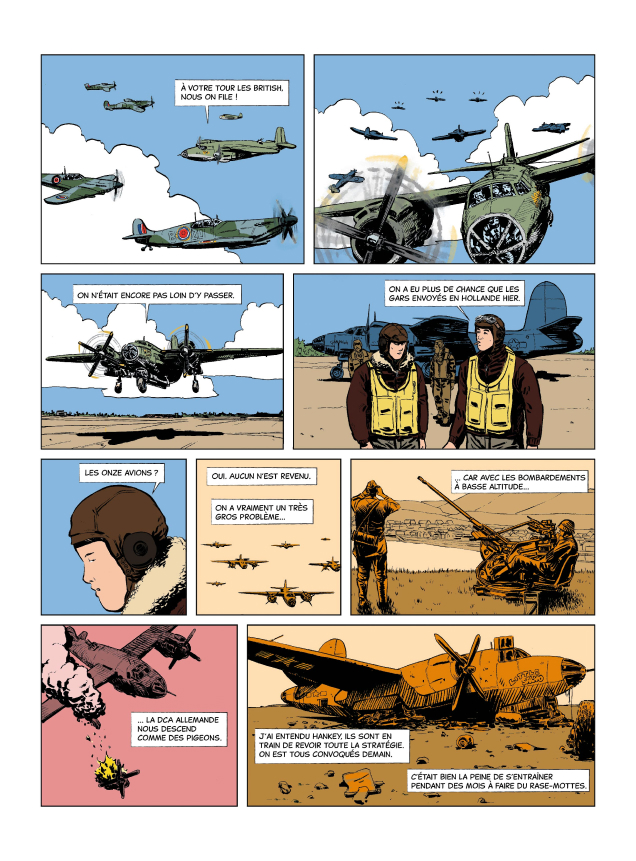 À VOTRE TOUR LES BRITISH,
NOUS ON FILE !
ON N'ÉTAIT ENCORE PAS LOIN D'Y PASSER.
ON A EU PLUS DE CHANCE QUE LES
GARS ENVOYÉS EN HOLLANDE HIER.
LES ONZE AVIONS ?
OUI. AUCUN N'EST REVENU.
ON A VRAIMENT UN TRÈS
GROS PROBLÈME...
... CAR AVEC LES BOMBARDEMENTS
À BASSE ALTITUDE...
... LA DCA ALLEMANDE
NOUS DESCEND
COMME DES PIGEONS.
J'AI ENTENDU HANKEY, ILS SONT EN
TRAIN DE REVOIR TOUTE LA STRATÉGIE.
ON EST TOUS CONVOQUÉS DEMAIN.
C'ÉTAIT BIEN LA PEINE DE S'ENTRAÎNER
PENDANT DES MOIS À FAIRE DU RASE-MOTTES.